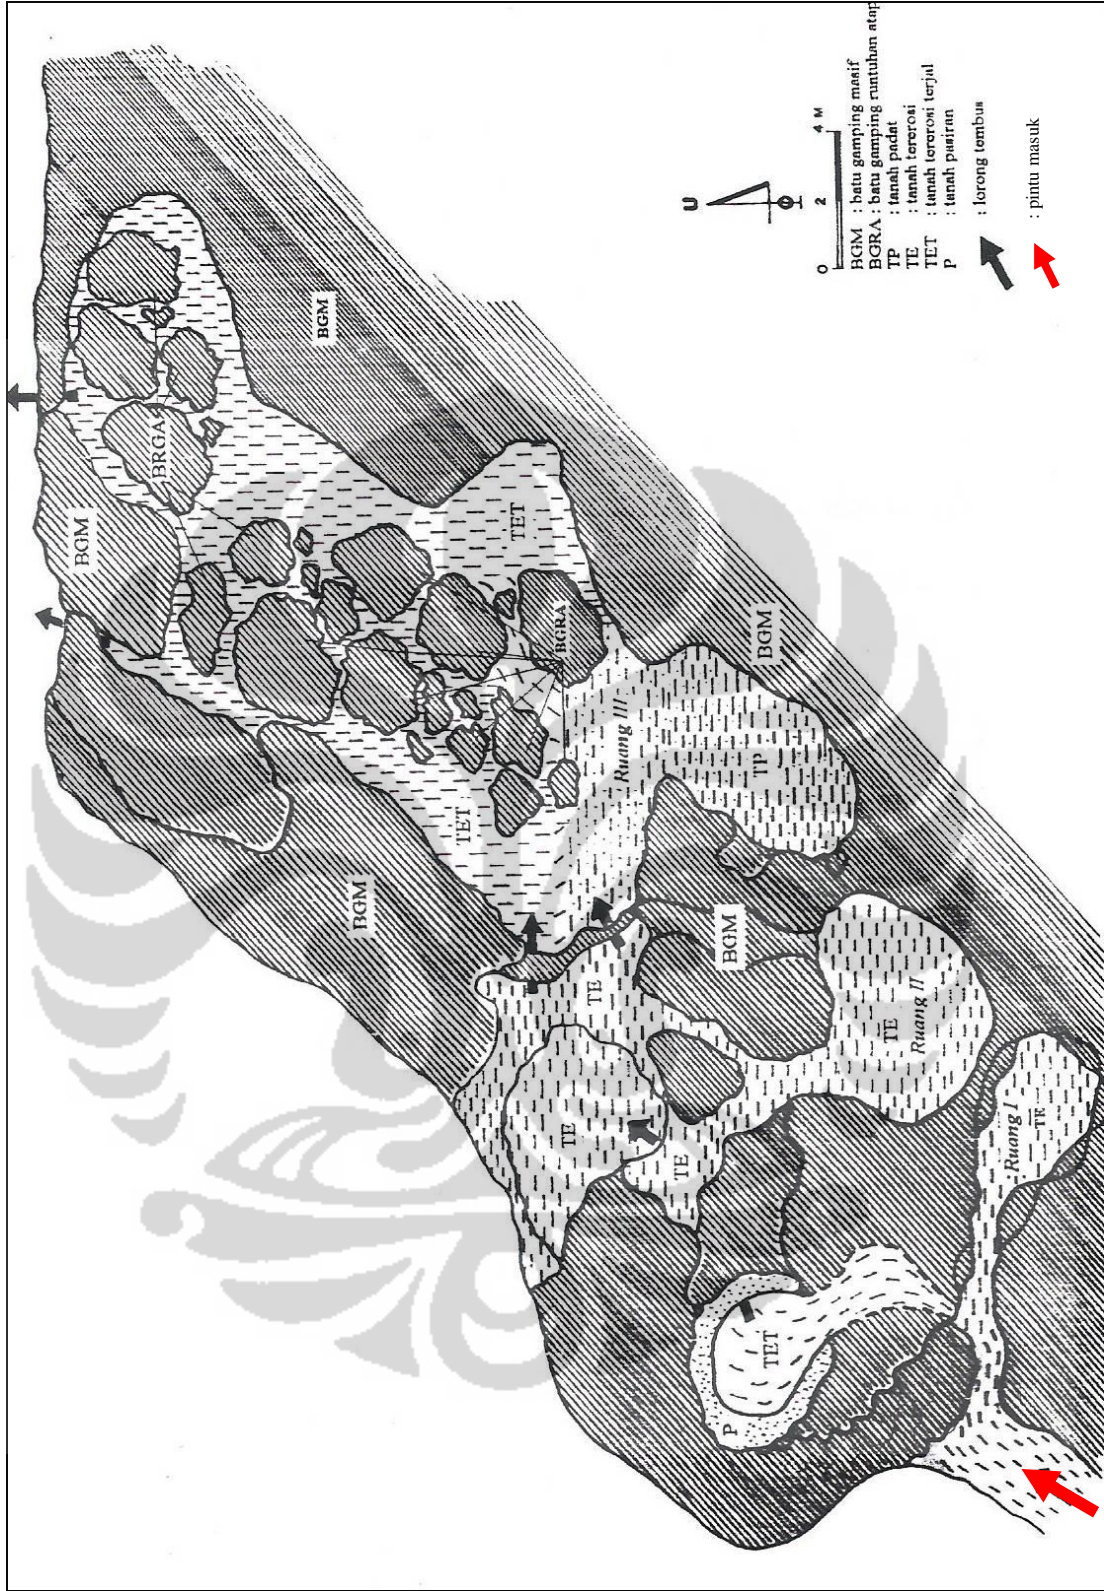 U
0 2 4 M
BGM : batu gamping masif
BGRA : batu gamping runtuhan atap
TP : tanah padat
TE : tanah tererosi
TET : tanah tererosi terjal
P : tanah pasiran
: lorong tembus
: pintu masuk
BGM
BRGA
BGM
TET
BGRA
BGM
Ruang III
TP
TET
BGM
BGM
TE
TE
Ruang II
TE
TE
Ruang I
TE
TET
P